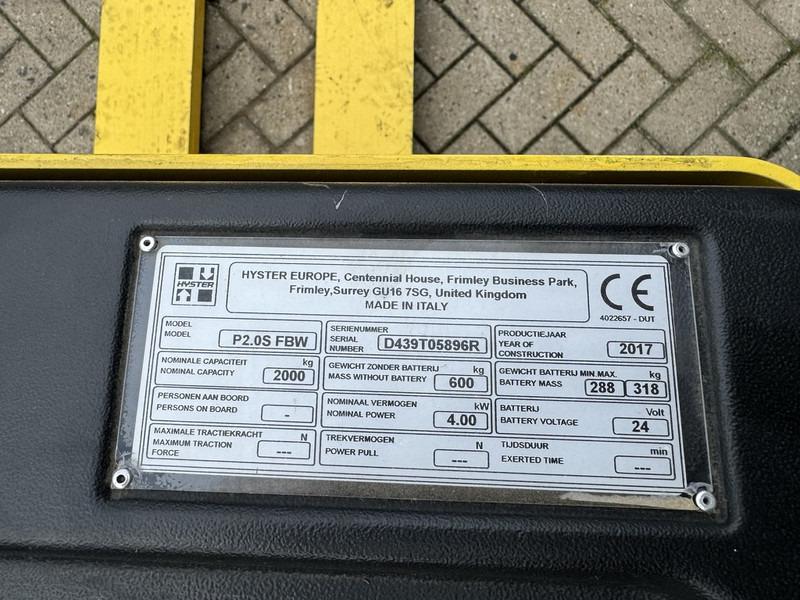 HYSTER
HYSTER EUROPE, Centennial House, Frimley Business Park,
Frimley,Surrey GU16 7SG, United Kingdom
MADE IN ITALY
CE
4022657 - DUT
MODEL
MODEL
P2.0S FBW
SERIENUMMER
SERIAL
NUMBER
D439T05896R
PRODUCTIEJAAR
YEAR OF
CONSTRUCTION
2017
NOMINALE CAPACITEIT kg
NOMINAL CAPACITY 2000
GEWICHT ZONDER BATTERIJ kg
MASS WITHOUT BATTERY 600
GEWICHT BATTERIJ MIN.MAX. kg
BATTERY MASS 288 318
PERSONEN AAN BOORD
PERSONS ON BOARD -
NOMINAAL VERMOGEN kW
NOMINAL POWER 4.00
BATTERIJ Volt
BATTERY VOLTAGE 24
MAXIMALE TRACTIEKRACHT N
MAXIMUM TRACTION
FORCE ---
TREKVERMOGEN N
POWER PULL ---
TIJDSDUUR min
EXERTED TIME ---